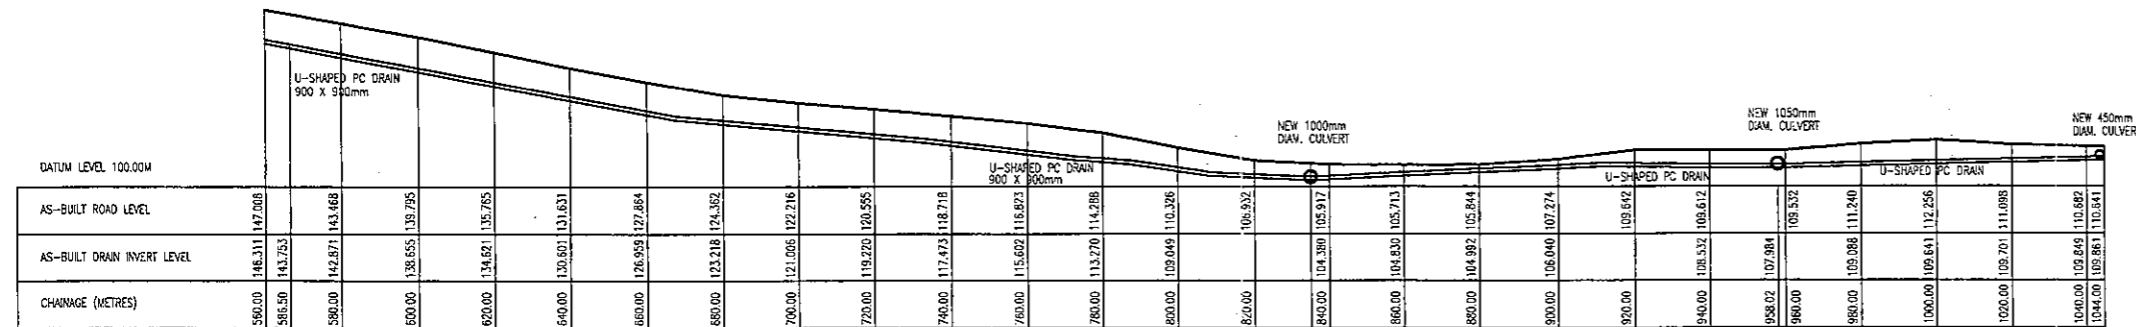 U-SHAPED PC DRAIN
900 X 900mm
NEW 1000mm
DIAM. CULVERT
NEW 1050mm
DIAM. CULVERT
NEW 450mm
DIAM. CULVER
DATUM LEVEL 100.00M
U-SHAPED PC DRAIN
900 X 900mm
U-SHAPED PC DRAIN
U-SHAPED PC DRAIN
AS-BUILT ROAD LEVEL 147.008 143.468 139.795 135.765 131.631 127.864 124.362 122.216 120.555 118.718 116.873 114.288 110.326 106.932 105.917 105.713 105.844 107.274 109.642 109.612 109.532 111.240 112.256 111.098 110.682 110.641
AS-BUILT DRAIN INVERT LEVEL 146.311 143.753 142.871 138.655 134.621 130.601 126.959 123.218 121.006 119.220 117.473 115.602 113.270 109.049 104.380 104.830 104.992 106.040 108.532 107.984 109.088 109.641 109.701 109.849 109.861
CHAINAGE (METRES) 560.00 586.50 580.00 600.00 620.00 640.00 660.00 680.00 700.00 720.00 740.00 760.00 780.00 800.00 820.00 840.00 860.00 880.00 900.00 920.00 940.00 958.02 960.00 980.00 1000.00 1020.00 1040.00 1044.00